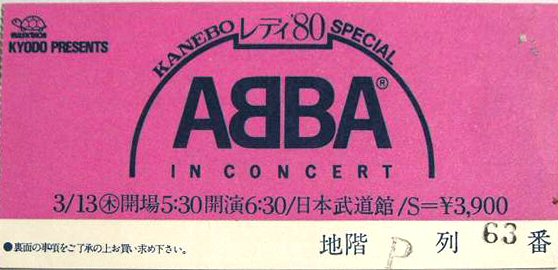 KYODO PRESENTS
KANEBO レディ'80 SPECIAL
ABBA®
IN CONCERT
3/13㊍開場5:30開演6:30/日本武道館/S=¥3,900
●裏面の事項をご了承の上お買い求め下さい。
地階 P 列 63 番